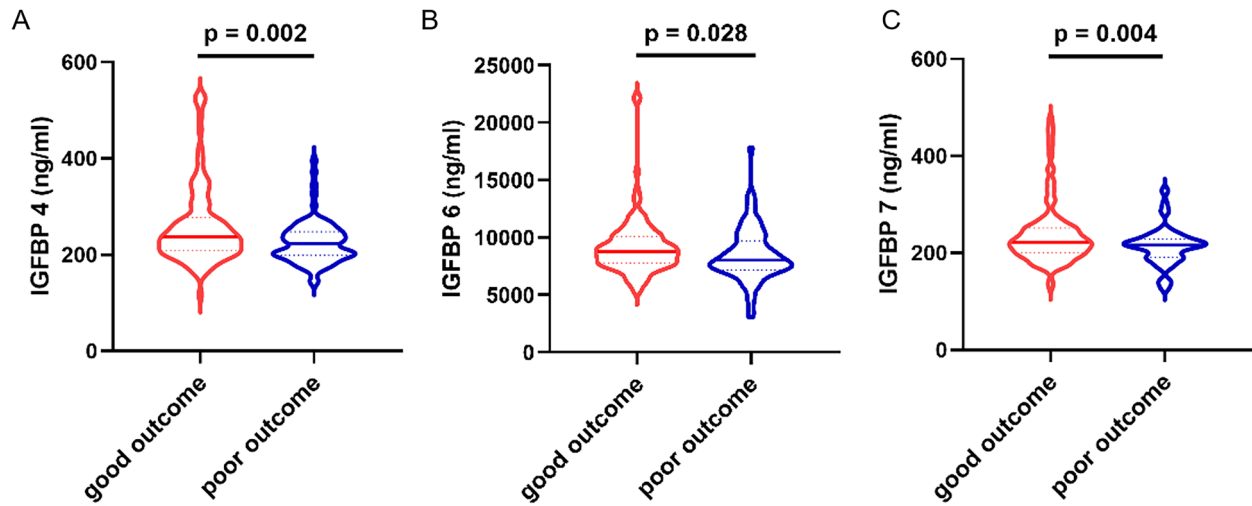 A
p = 0.002
IGFBP 4 (ng/ml)
600
400
200
0
good outcome
poor outcome
B
p = 0.028
IGFBP 6 (ng/ml)
25000
20000
15000
10000
5000
0
good outcome
poor outcome
C
p = 0.004
IGFBP 7 (ng/ml)
600
400
200
0
good outcome
poor outcome